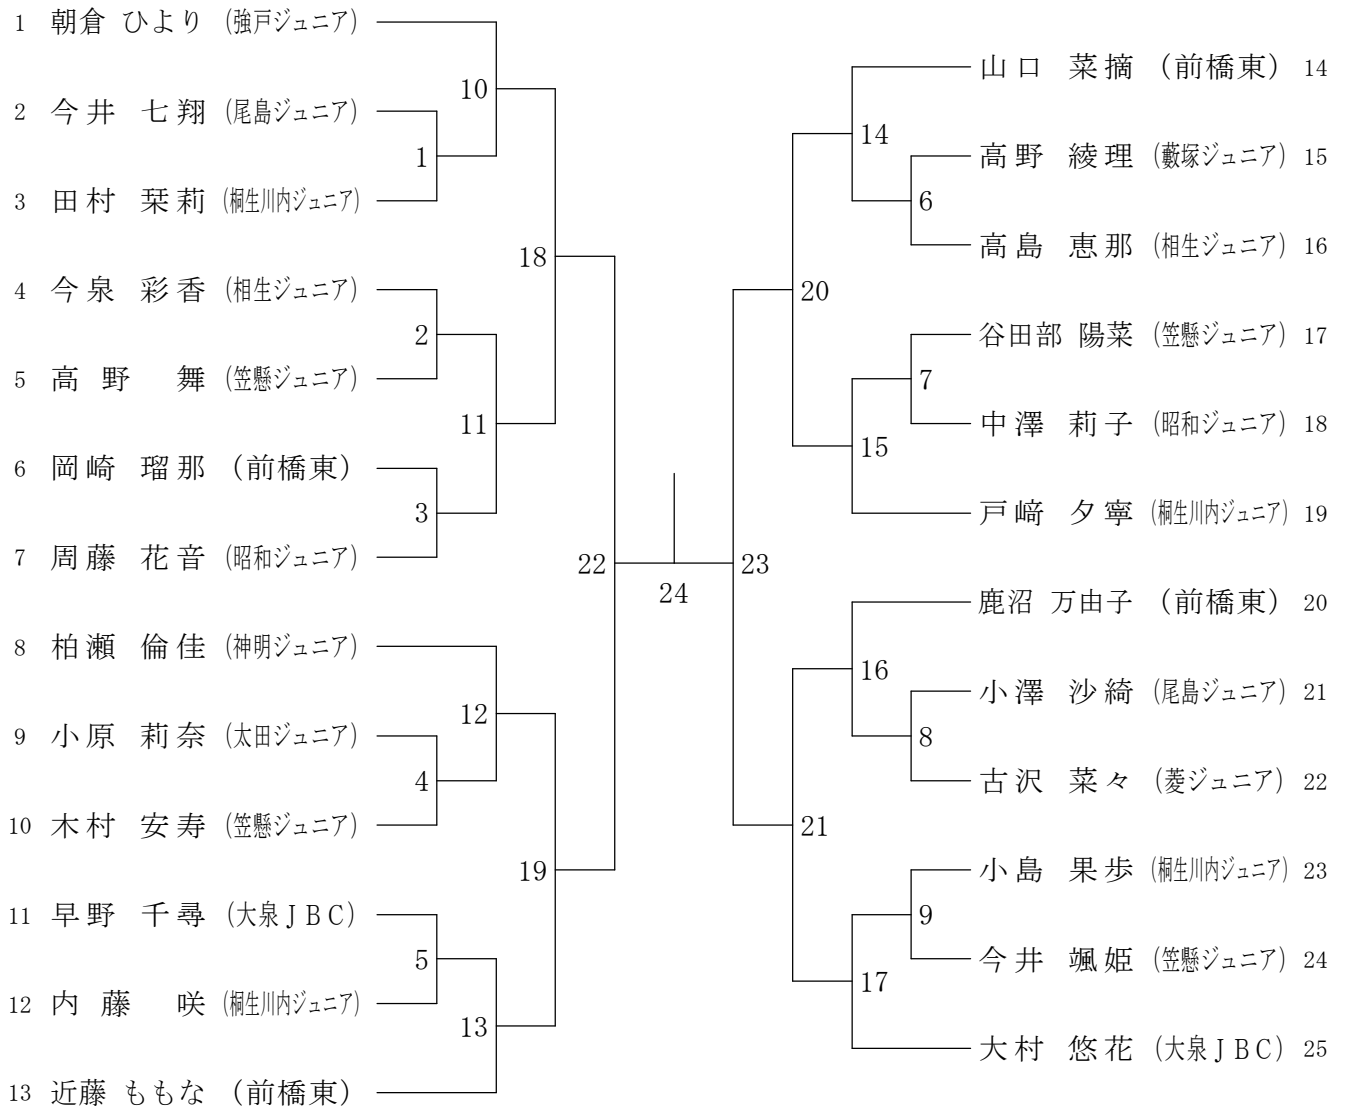 1 朝倉 ひより (強戸ジュニア)
2 今井 七翔 (尾島ジュニア)
3 田村 栞莉 (桐生川内ジュニア)
4 今泉 彩香 (相生ジュニア)
5 高野 舞 (笠懸ジュニア)
6 岡崎 瑠那 (前橋東)
7 周藤 花音 (昭和ジュニア)
8 柏瀬 倫佳 (神明ジュニア)
9 小原 莉奈 (太田ジュニア)
10 木村 安寿 (笠懸ジュニア)
11 早野 千尋 (大泉JBC)
12 内藤 咲 (桐生川内ジュニア)
13 近藤 ももな (前橋東)
10
1
18
2
11
3
22
12
4
19
5
13
24
23
14
6
20
7
15
16
8
21
9
17
山口 菜摘 (前橋東) 14
高野 綾理 (藪塚ジュニア) 15
高島 恵那 (相生ジュニア) 16
谷田部 陽菜 (笠懸ジュニア) 17
中澤 莉子 (昭和ジュニア) 18
戸﨑 夕寧 (桐生川内ジュニア) 19
鹿沼 万由子 (前橋東) 20
小澤 沙綺 (尾島ジュニア) 21
古沢 菜々 (菱ジュニア) 22
小島 果歩 (桐生川内ジュニア) 23
今井 颯姫 (笠懸ジュニア) 24
大村 悠花 (大泉JBC) 25